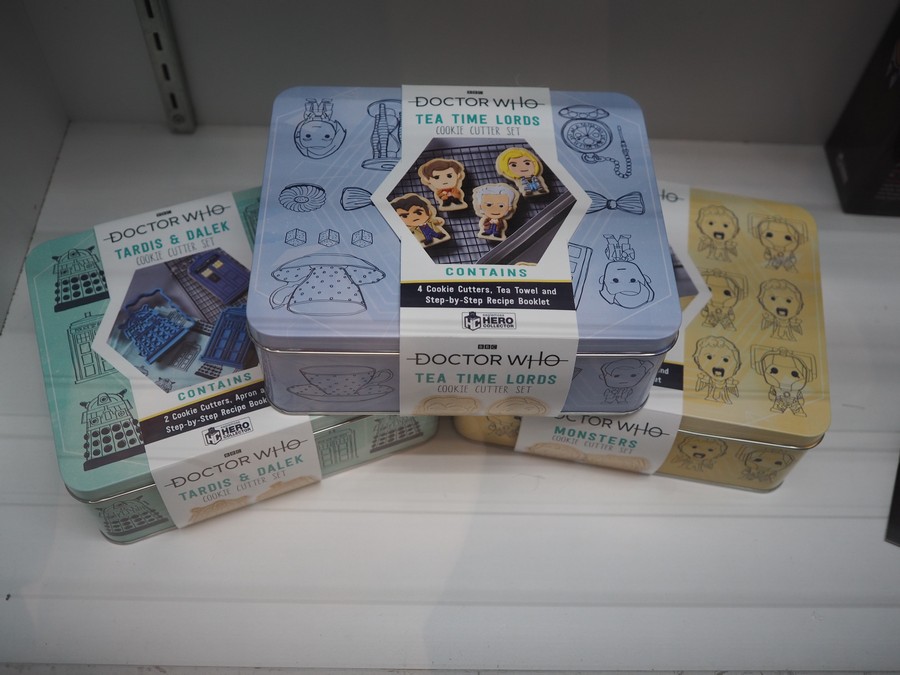 BBC
DOCTOR WHO
TARDIS & DALEK
COOKIE CUTTER SET
CONTAINS
2 Cookie Cutters, Apron
Step-by-Step Recipe
HERO
COLLECTOR
BBC
DOCTOR WHO
TARDIS & DALEK
COOKIE CUTTER SET
BBC
DOCTOR WHO
TEA TIME LORDS
COOKIE CUTTER SET
CONTAINS
4 Cookie Cutters, Tea Towel and
Step-by-Step Recipe Booklet
HERO
COLLECTOR
BBC
DOCTOR WHO
TEA TIME LORDS
COOKIE CUTTER SET
WHO
MONSTERS
COOKIE CUTTER SET